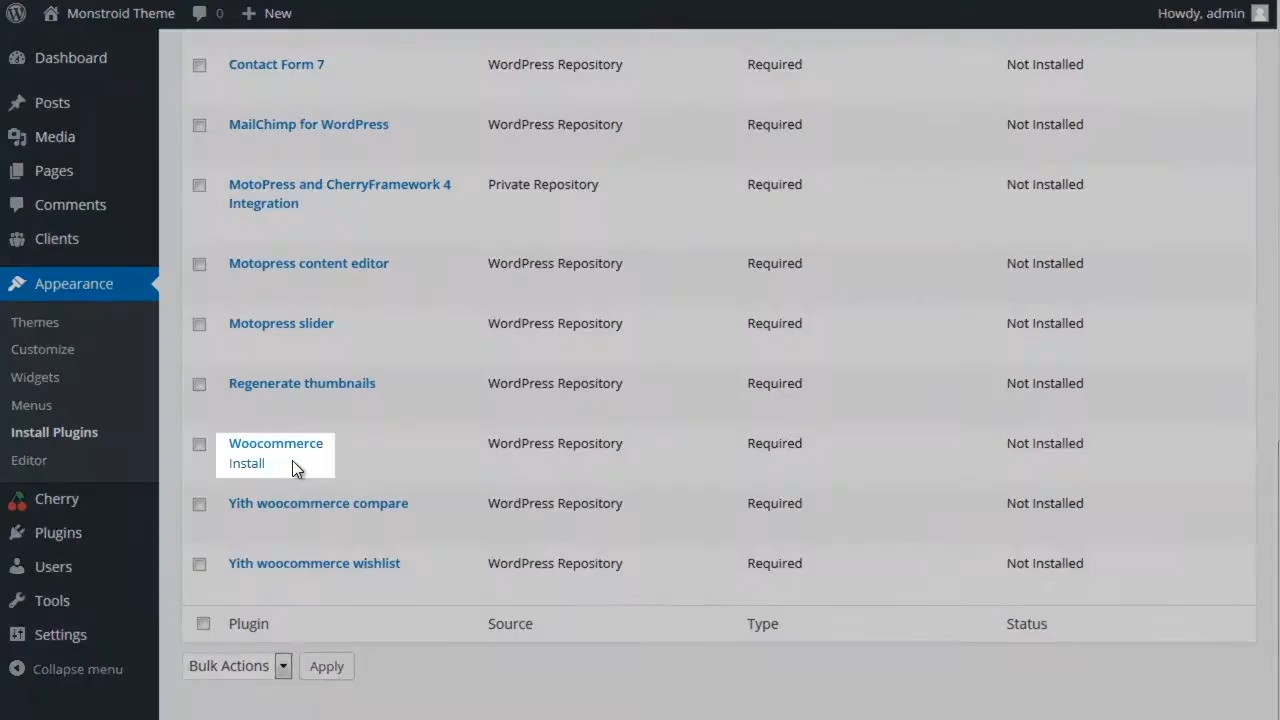 Monstroid Theme 0 New Howdy, admin
Dashboard
Posts
Media
Pages
Comments
Clients
Appearance
Themes
Customize
Widgets
Menus
Install Plugins
Editor
Cherry
Plugins
Users
Tools
Settings
Collapse menu
Contact Form 7 WordPress Repository Required Not Installed
MailChimp for WordPress WordPress Repository Required Not Installed
MotoPress and CherryFramework 4 Private Repository Required Not Installed
Integration
Motopress content editor WordPress Repository Required Not Installed
Motopress slider WordPress Repository Required Not Installed
Regenerate thumbnails WordPress Repository Required Not Installed
Woocommerce WordPress Repository Required Not Installed
Install
Yith woocommerce compare WordPress Repository Required Not Installed
Yith woocommerce wishlist WordPress Repository Required Not Installed
Plugin Source Type Status
Bulk Actions Apply